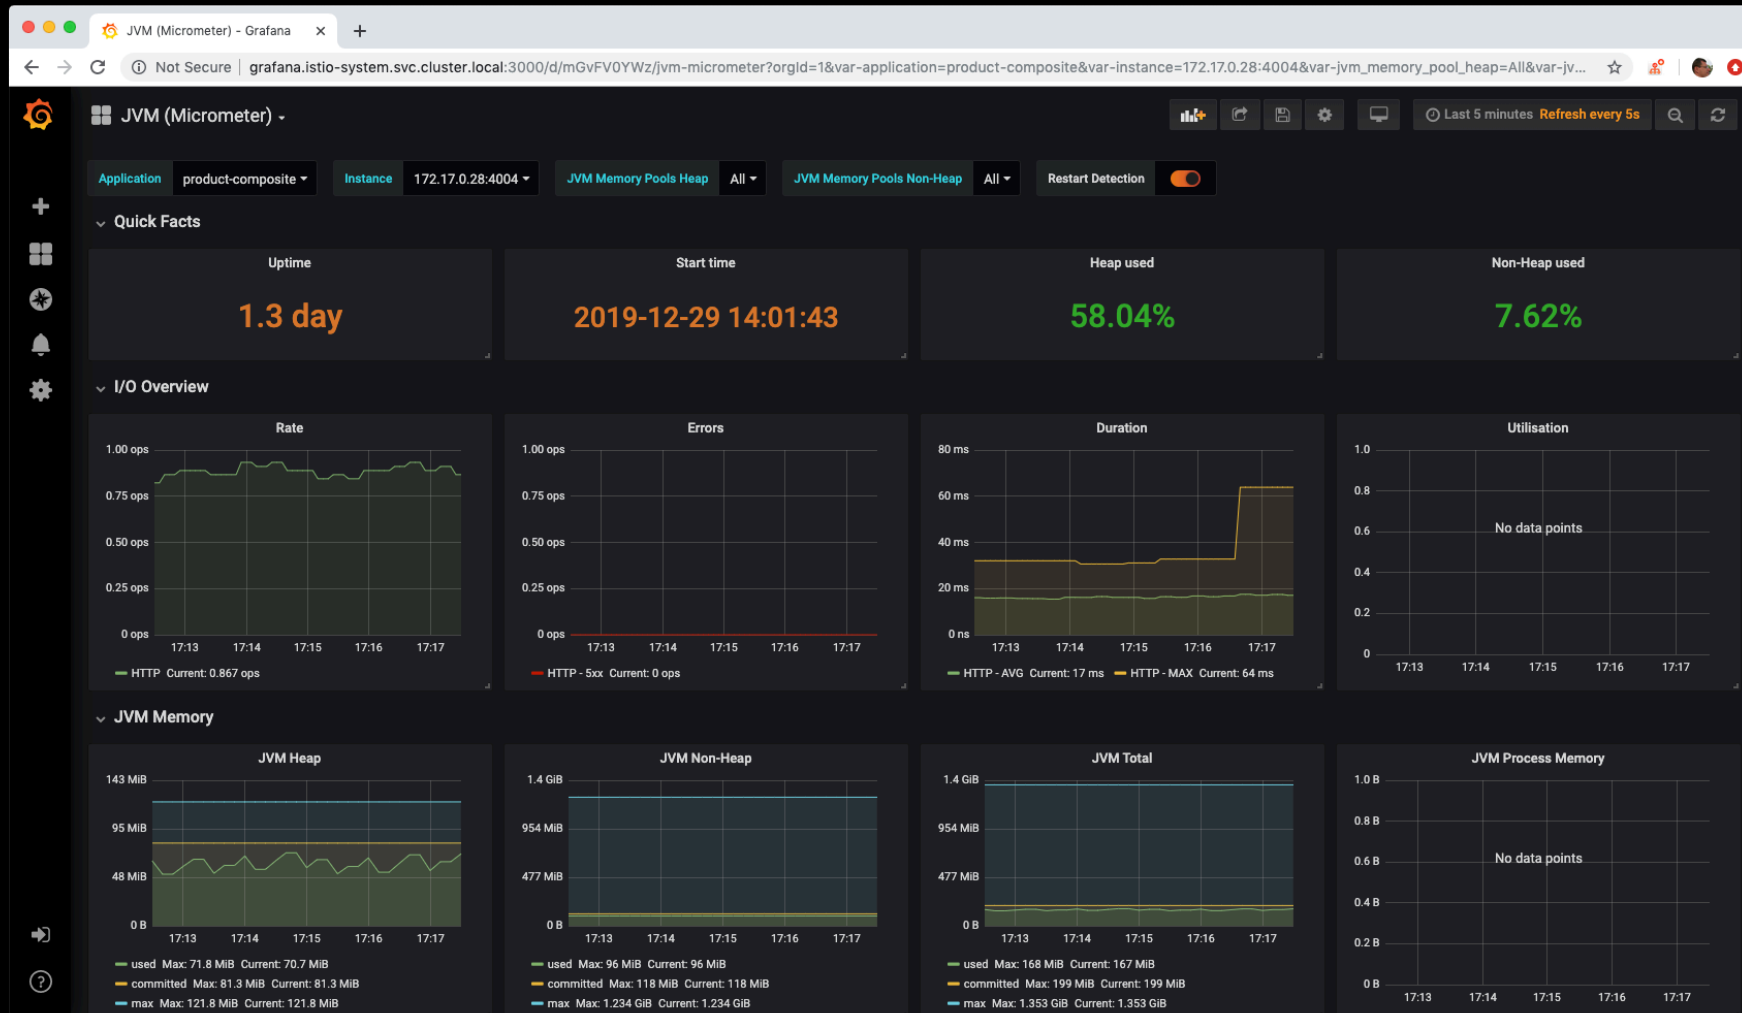 JVM (Micrometer) - Grafana
Not Secure | grafana.istio-system.svc.cluster.local:3000/d/mGvFV0YWz/jvm-micrometer?orgId=1&var-application=product-composite&var-instance=172.17.0.28:4004&var-jvm_memory_pool_heap=All&var-jv...
JVM (Micrometer)
Last 5 minutes Refresh every 5s
Application product-composite Instance 172.17.0.28:4004 JVM Memory Pools Heap All JVM Memory Pools Non-Heap All Restart Detection
Quick Facts
Uptime
1.3 day
Start time
2019-12-29 14:01:43
Heap used
58.04%
Non-Heap used
7.62%
I/O Overview
Rate
1.00 ops
0.75 ops
0.50 ops
0.25 ops
0 ops
17:13 17:14 17:15 17:16 17:17
HTTP Current: 0.867 ops
Errors
1.00 ops
0.75 ops
0.50 ops
0.25 ops
0 ops
17:13 17:14 17:15 17:16 17:17
HTTP - 5xx Current: 0 ops
Duration
80 ms
60 ms
40 ms
20 ms
0 ns
17:13 17:14 17:15 17:16 17:17
HTTP - AVG Current: 17 ms HTTP - MAX Current: 64 ms
Utilisation
1.0
0.8
0.6
No data points
0.4
0.2
0
17:13 17:14 17:15 17:16 17:17
JVM Memory
JVM Heap
143 MiB
95 MiB
48 MiB
0 B
17:13 17:14 17:15 17:16 17:17
used Max: 71.8 MiB Current: 70.7 MiB
committed Max: 81.3 MiB Current: 81.3 MiB
max Max: 121.8 MiB Current: 121.8 MiB
JVM Non-Heap
1.4 GiB
954 MiB
477 MiB
0 B
17:13 17:14 17:15 17:16 17:17
used Max: 96 MiB Current: 96 MiB
committed Max: 118 MiB Current: 118 MiB
max Max: 1.234 GiB Current: 1.234 GiB
JVM Total
1.4 GiB
954 MiB
477 MiB
0 B
17:13 17:14 17:15 17:16 17:17
used Max: 168 MiB Current: 167 MiB
committed Max: 199 MiB Current: 199 MiB
max Max: 1.353 GiB Current: 1.353 GiB
JVM Process Memory
1.0 B
0.8 B
0.6 B
No data points
0.4 B
0.2 B
0 B
17:13 17:14 17:15 17:16 17:17